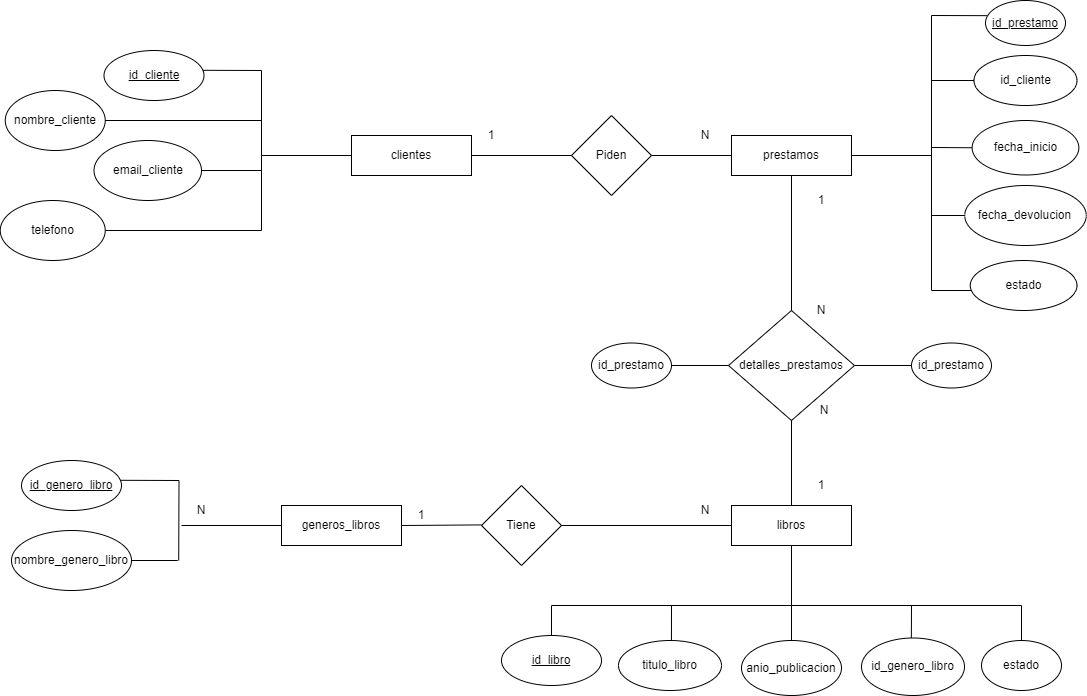 id_prestamo
id_cliente
id_cliente
nombre_cliente
1
N
clientes
Piden
prestamos
fecha_inicio
email_cliente
1
fecha_devolucion
telefono
estado
N
id_prestamo
detalles_prestamos
id_prestamo
N
id_genero_libro
1
N
1
N
generos_libros
Tiene
libros
nombre_genero_libro
id_libro
titulo_libro
anio_publicacion
id_genero_libro
estado